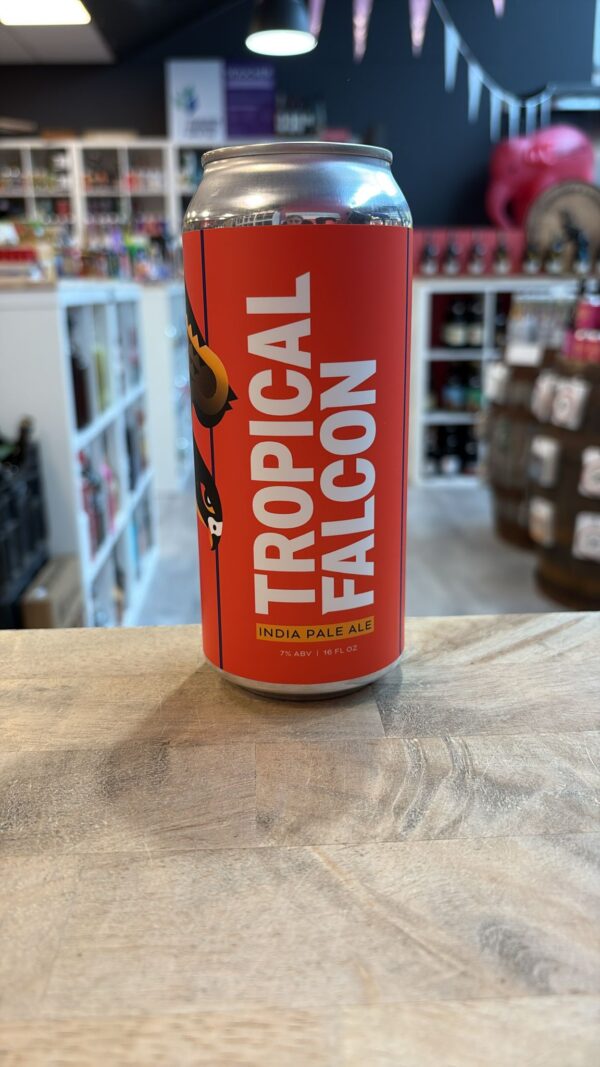 TROPICAL
FALCON
INDIA PALE ALE
7% ABV | 16 FL OZ